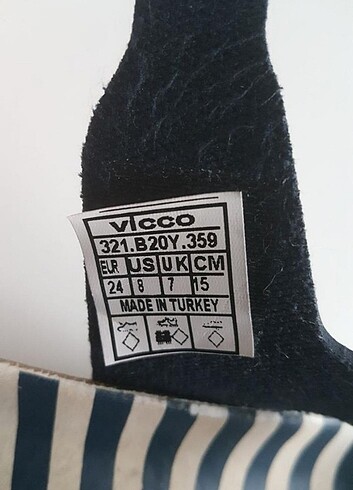 vicco
321.B20Y.359
EUR US UK CM
24 8 7 15
MADE IN TURKEY